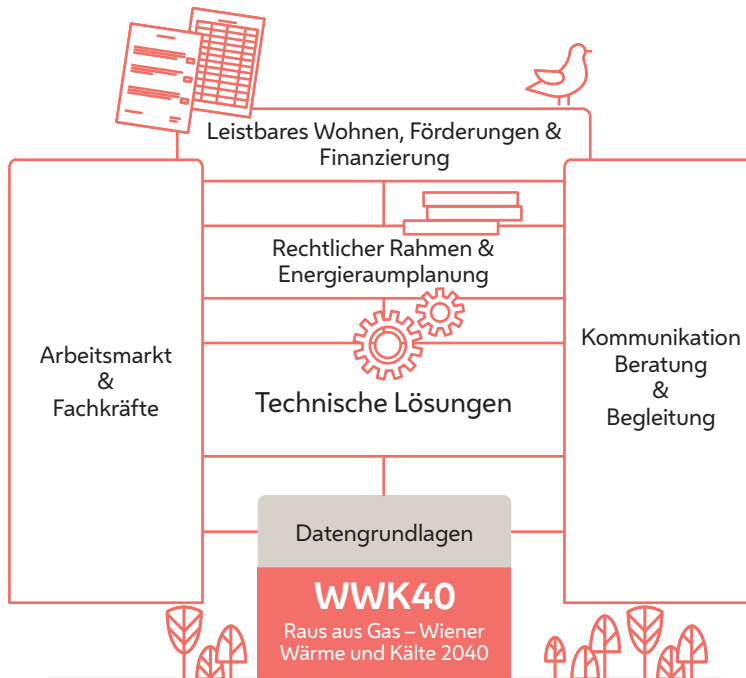 Leistbares Wohnen, Förderungen &
Finanzierung
Rechtlicher Rahmen &
Energieraumplanung
Arbeitsmarkt
&
Fachkräfte
Technische Lösungen
Kommunikation
Beratung
&
Begleitung
Datengrundlagen
WWK40
Raus aus Gas – Wiener
Wärme und Kälte 2040